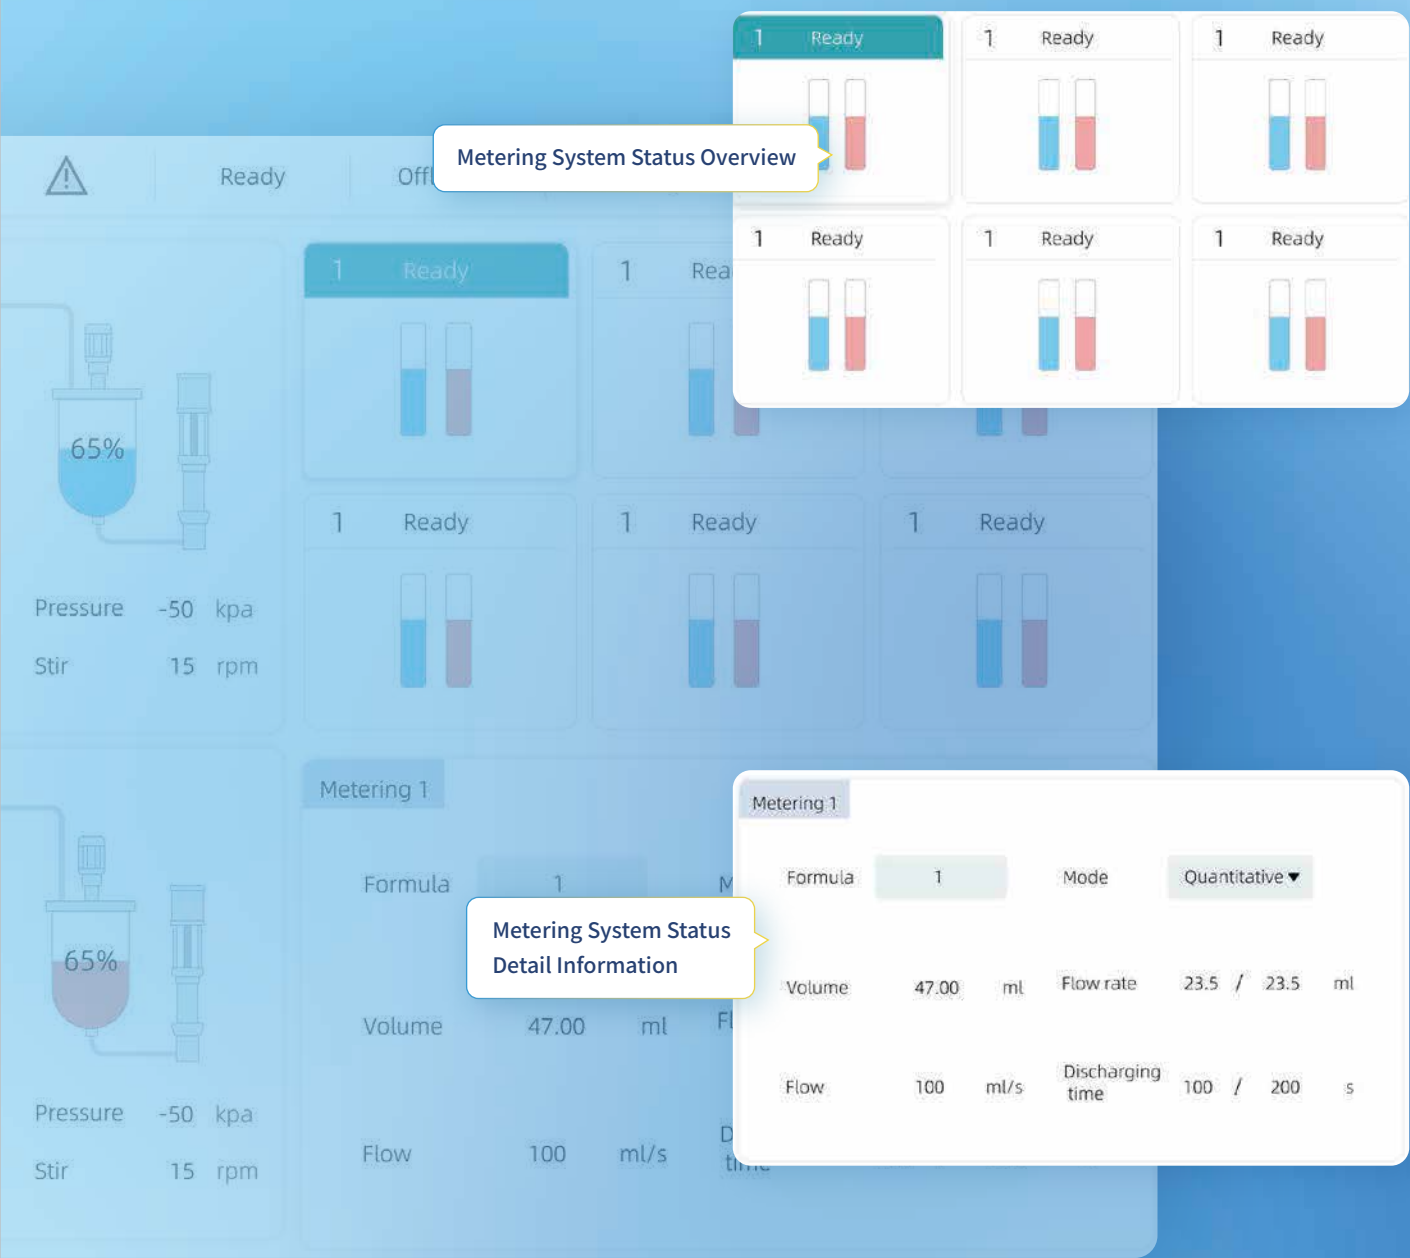 1 Ready 1 Ready 1 Ready
Metering System Status Overview
1 Ready 1 Ready 1 Ready
Ready
1 Ready 1
65%
1 Ready 1 Ready 1 Ready
Pressure -50 kpa
Stir 15 rpm
Metering 1
Formula 1
65%
Volume 47.00 ml
Pressure -50 kpa
Flow 100 ml/s
Stir 15 rpm
Metering 1
Formula 1 Mode Quantitative ▼
Metering System Status
Detail Information
Volume 47.00 ml Flow rate 23.5 / 23.5 ml
Flow 100 ml/s Discharging
time 100 / 200 s